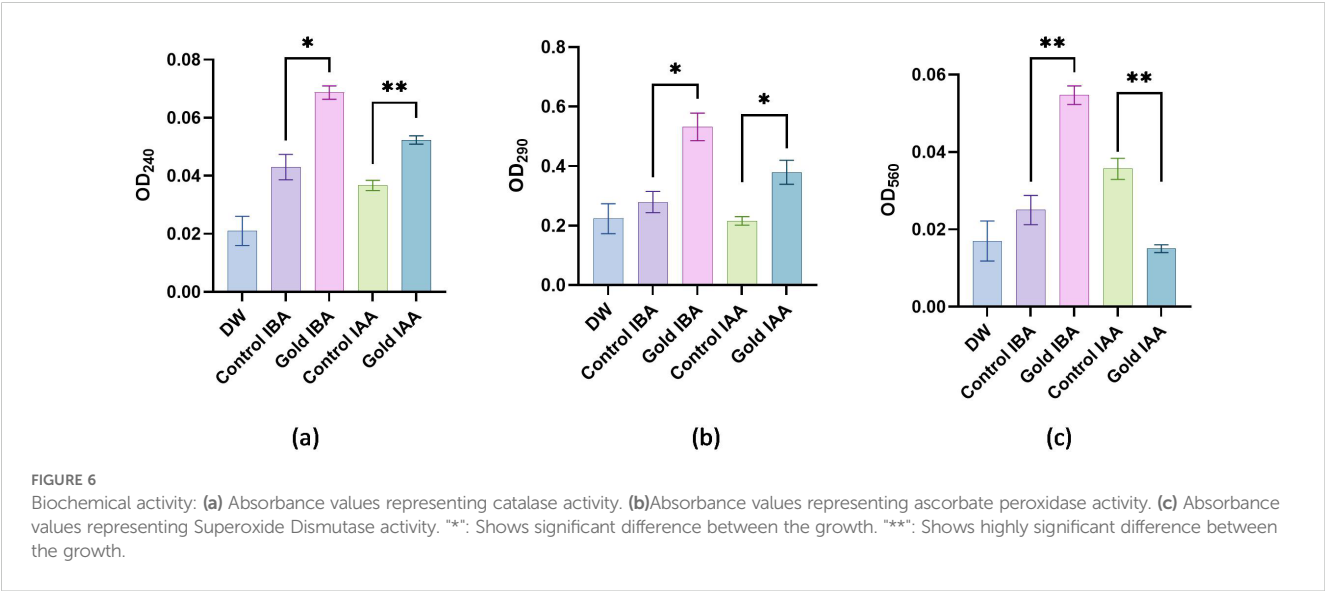 * **
0.08
0.06
0.04
0.02
0.00
OD240
DW
Control IBA
Gold IBA
Control IAA
Gold IAA
(a)
* *
0.8
0.6
0.4
0.2
0.0
OD290
DW
Control IBA
Gold IBA
Control IAA
Gold IAA
(b)
** **
0.06
0.04
0.02
0.00
OD560
DW
Control IBA
Gold IBA
Control IAA
Gold IAA
(c)
FIGURE 6
Biochemical activity: (a) Absorbance values representing catalase activity. (b)Absorbance values representing ascorbate peroxidase activity. (c) Absorbance
values representing Superoxide Dismutase activity. "*": Shows significant difference between the growth. "**": Shows highly significant difference between
the growth.